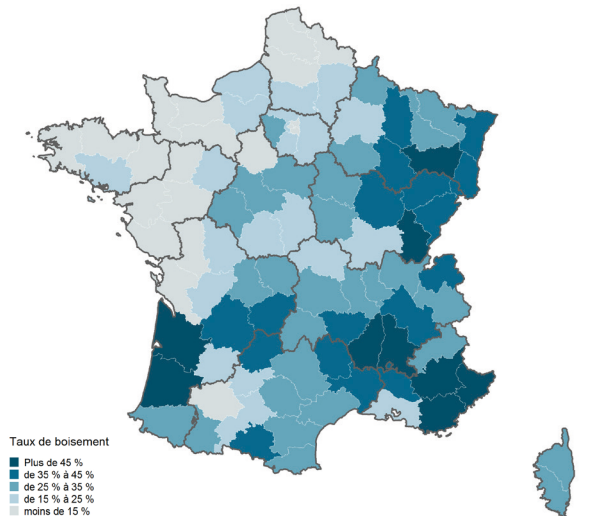 Taux de boisement
Plus de 45 %
de 35 % à 45 %
de 25 % à 35 %
de 15 % à 25 %
moins de 15 %